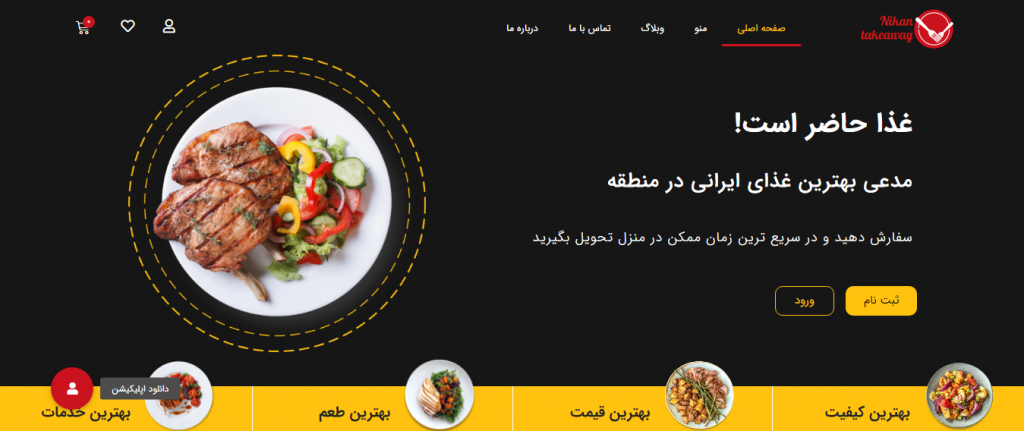 Nikan
takeaway
صفحه اصلی
منو
وبلاگ
تماس با ما
درباره ما
۰
غذا حاضر است!
مدعی بهترین غذای ایرانی در منطقه
سفارش دهید و در سریع ترین زمان ممکن در منزل تحویل بگیرید
ثبت نام
ورود
بهترین کیفیت
بهترین قیمت
بهترین طعم
بهترین خدمات
دانلود اپلیکیشن